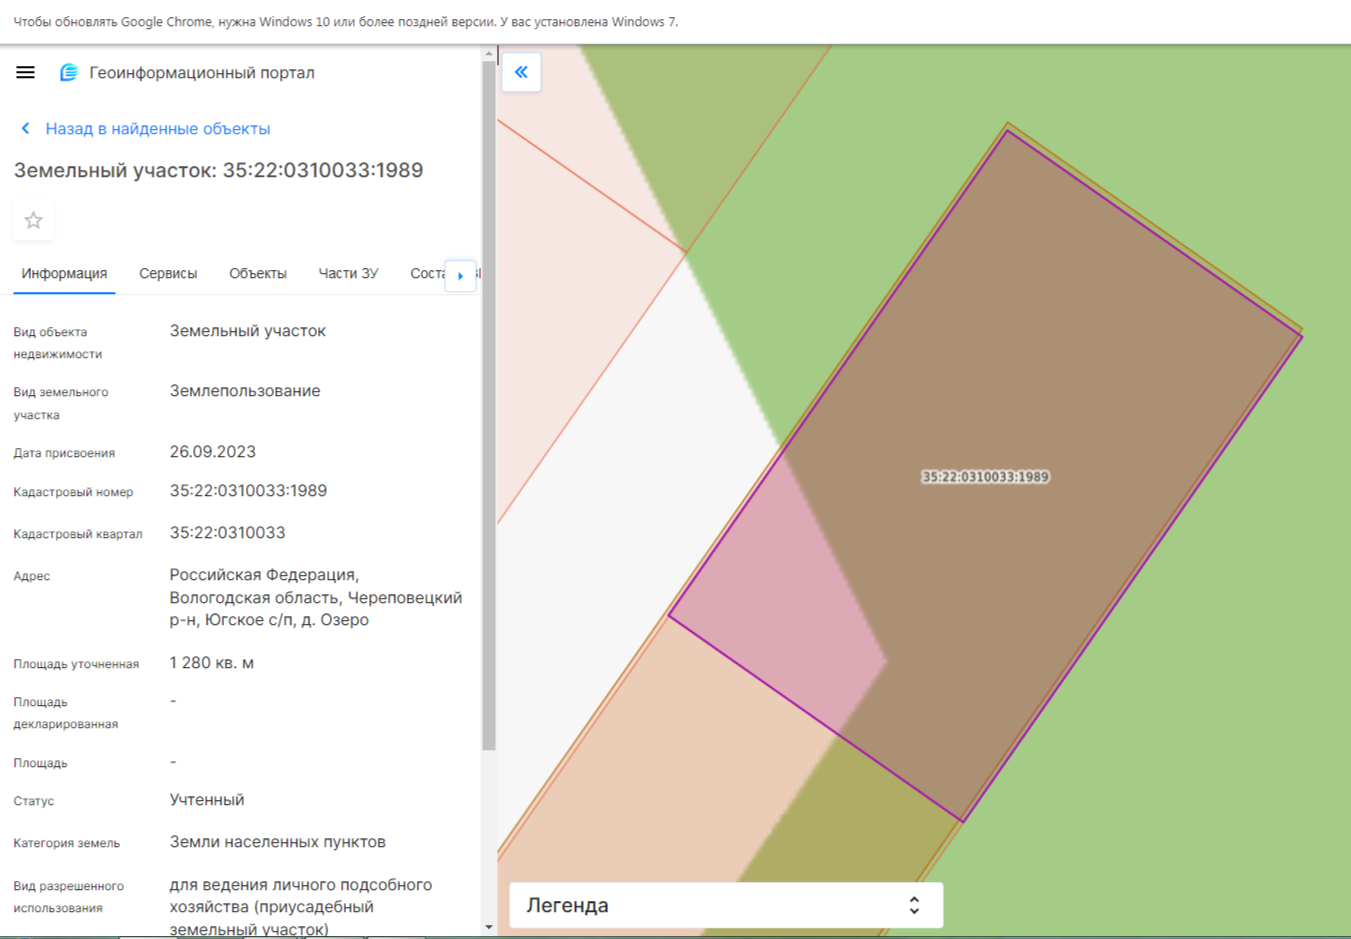 Чтобы обновлять Google Chrome, нужна Windows 10 или более поздней версии. У вас установлена Windows 7.
Геоинформационный портал
Назад в найденные объекты
Земельный участок: 35:22:0310033:1989
Информация Сервисы Объекты Части ЗУ
Вид объекта недвижимости
Земельный участок
Вид земельного участка
Землепользование
Дата присвоения
26.09.2023
Кадастровый номер
35:22:0310033:1989
Кадастровый квартал
35:22:0310033
Адрес
Российская Федерация,
Вологодская область, Череповецкий
р-н, Югское с/п, д. Озеро
Площадь уточненная
1 280 кв. м
Площадь декларированная
-
Площадь
-
Статус
Учтенный
Категория земель
Земли населенных пунктов
Вид разрешенного использования
для ведения личного подсобного
хозяйства (приусадебный
земельный участок)
35:22:0310033:1989
Легенда